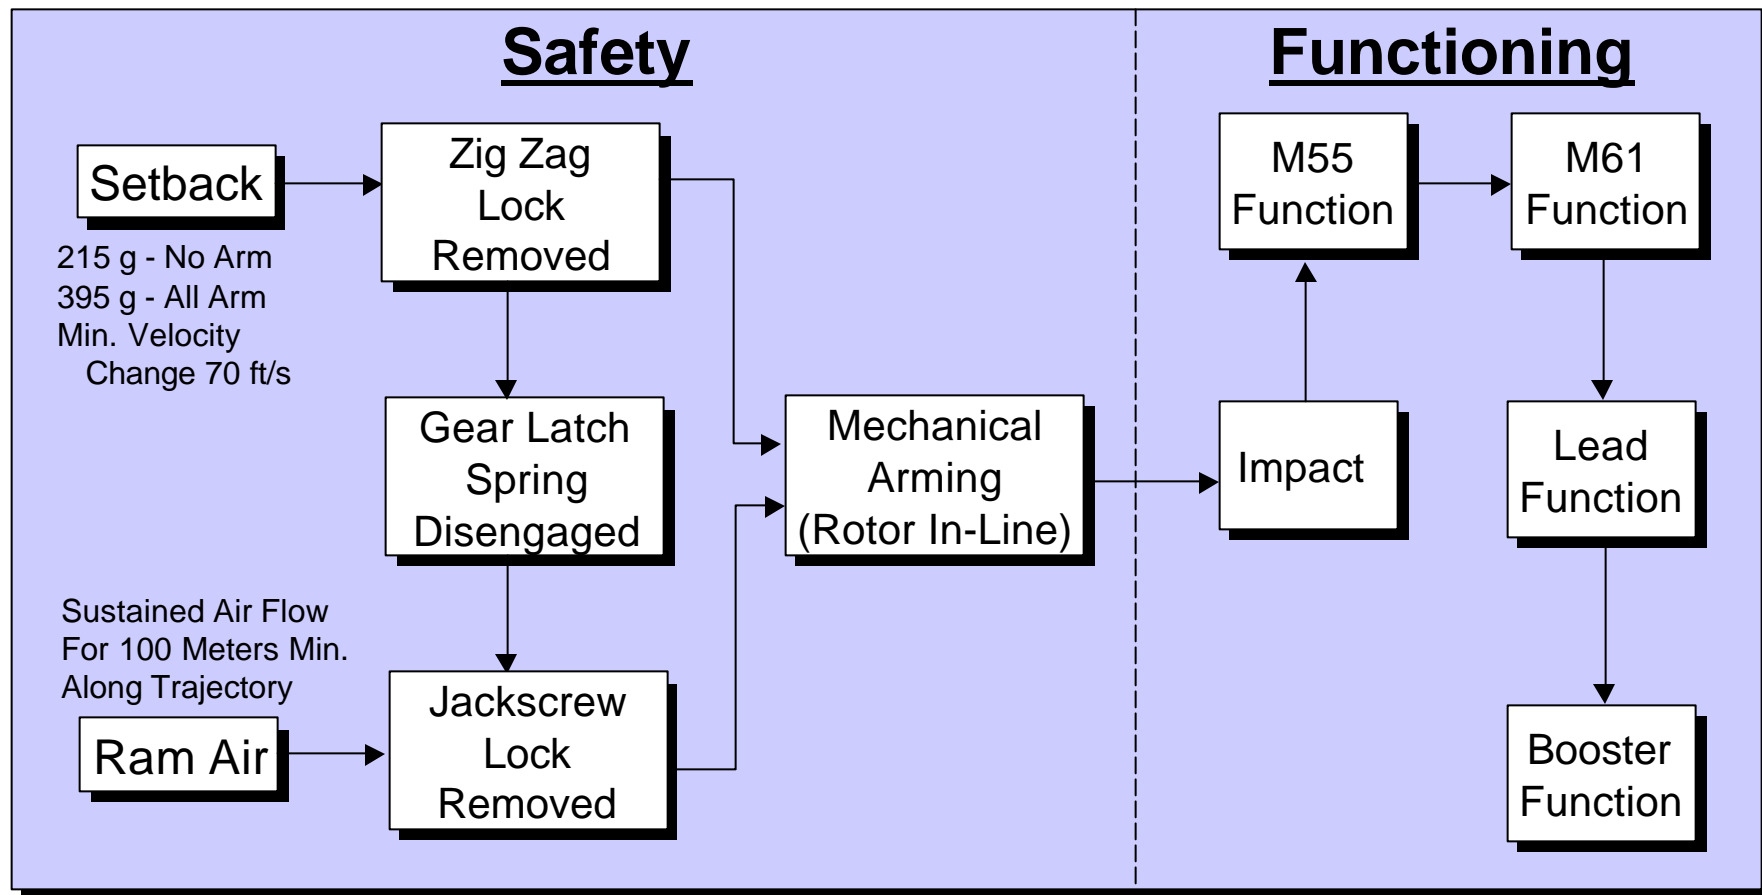 Safety
Functioning
Setback
215 g - No Arm
395 g - All Arm
Min. Velocity
Change 70 ft/s
Zig Zag
Lock
Removed
Gear Latch
Spring
Disengaged
Sustained Air Flow
For 100 Meters Min.
Along Trajectory
Ram Air
Jackscrew
Lock
Removed
Mechanical
Arming
(Rotor In-Line)
Impact
M55
Function
M61
Function
Lead
Function
Booster
Function